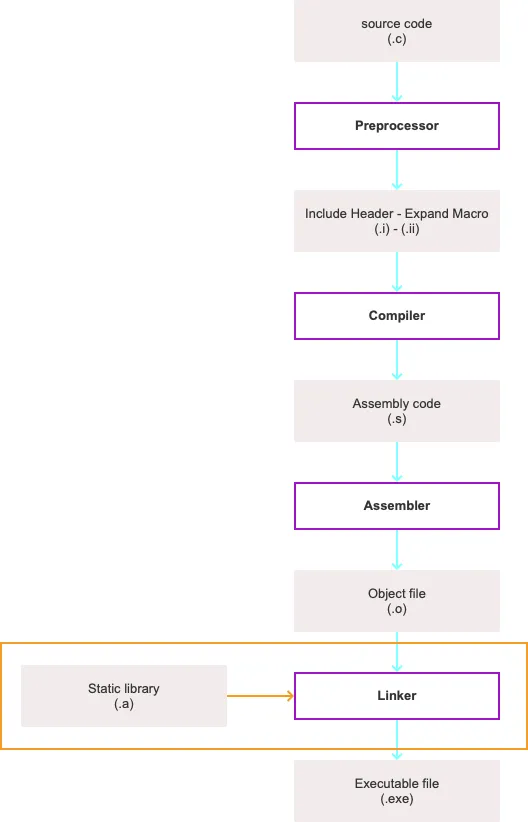 source code
(.c)
Preprocessor
Include Header - Expand Macro
(.i) - (.ii)
Compiler
Assembly code
(.s)
Assembler
Object file
(.o)
Static library
(.a)
Linker
Executable file
(.exe)